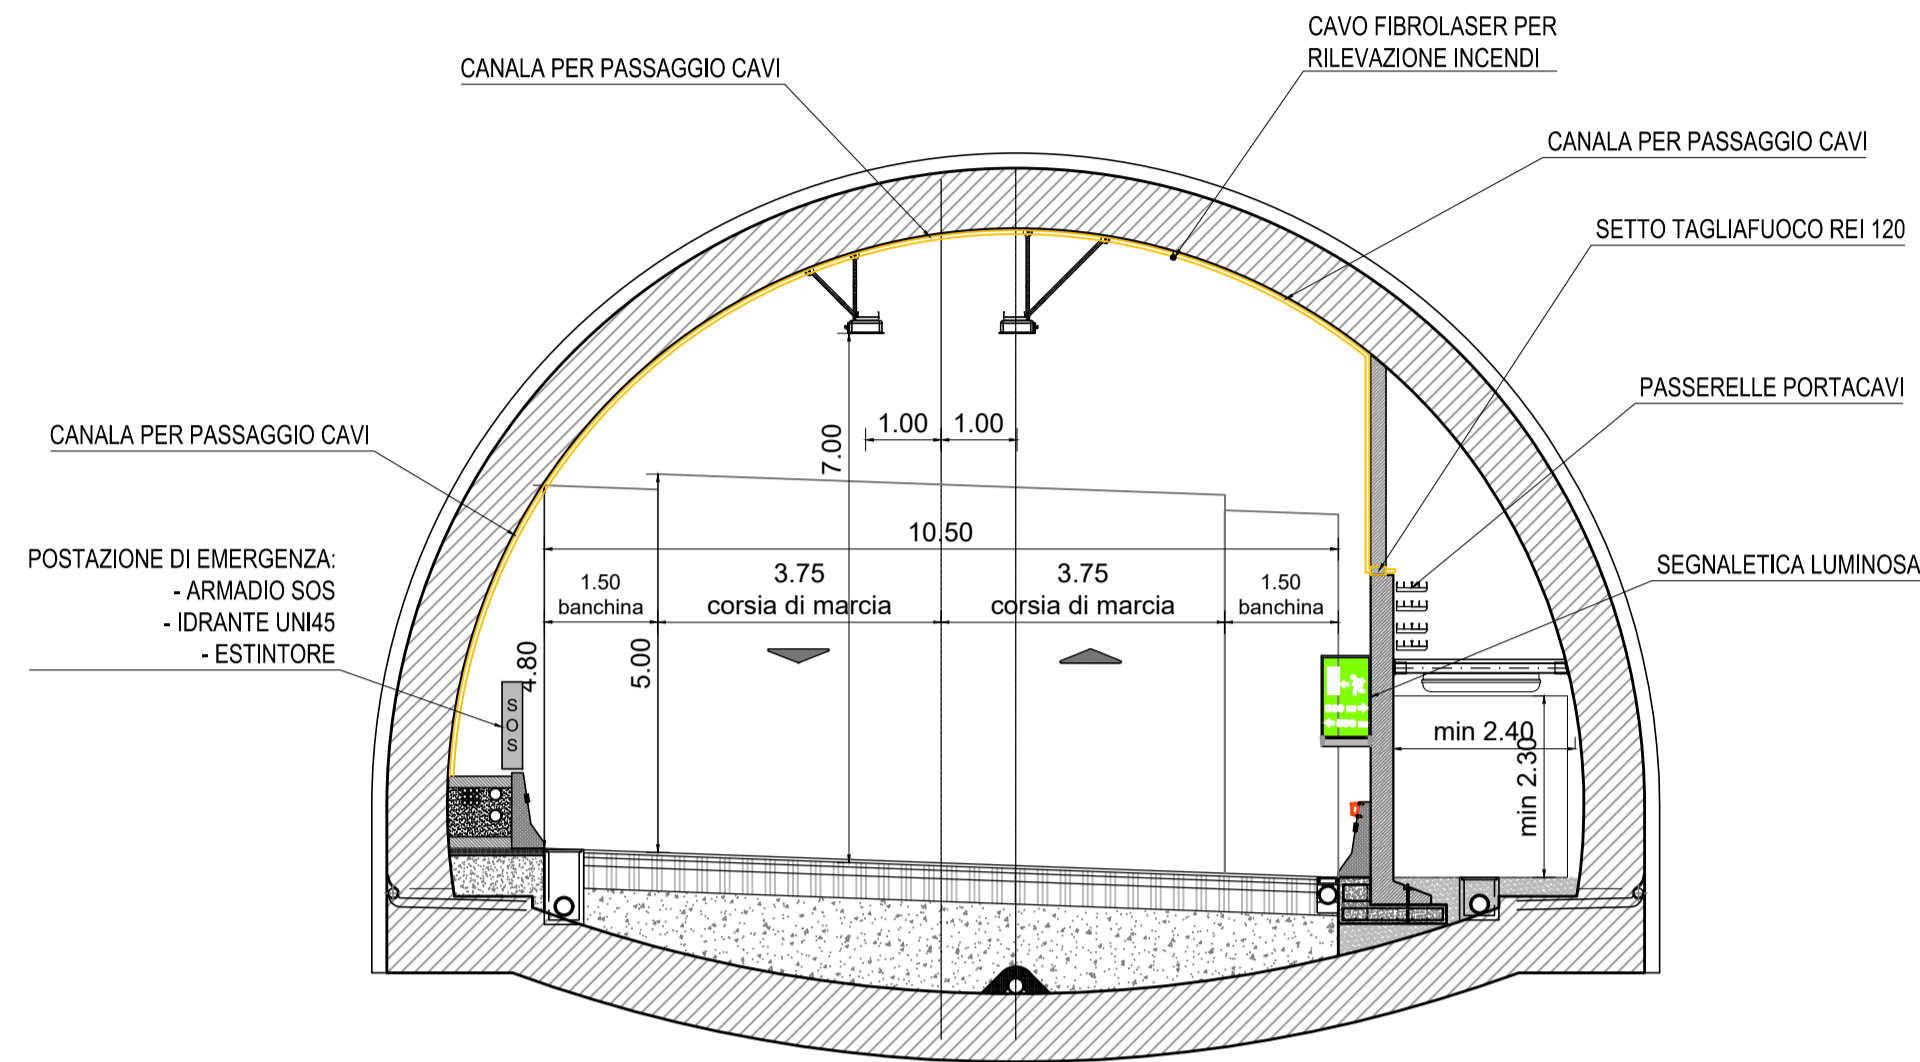 CAVO FIBROLASER PER
RILEVAZIONE INCENDI
CANALA PER PASSAGGIO CAVI
CANALA PER PASSAGGIO CAVI
SETTO TAGLIAFUOCO REI 120
PASSERELLE PORTACAVI
CANALA PER PASSAGGIO CAVI
1.00
1.00
7.00
10.50
POSTAZIONE DI EMERGENZA:
- ARMADIO SOS
- IDRANTE UNI45
- ESTINTORE
SEGNALETICA LUMINOSA
1.50
banchina
3.75
corsia di marcia
3.75
corsia di marcia
1.50
banchina
4.80
5.00
S
O
S
min 2.40
min 2.30